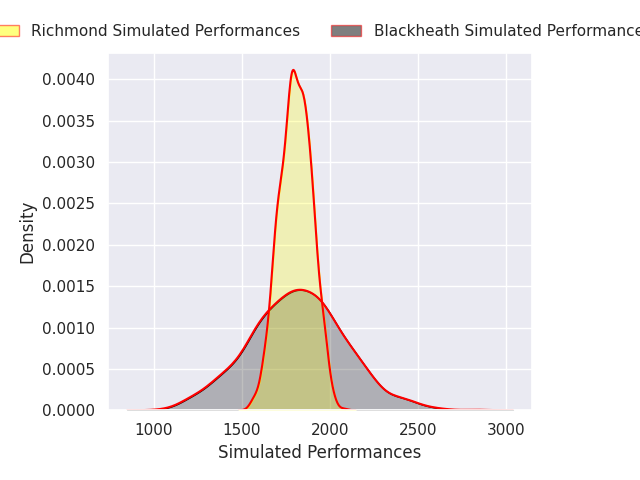 Richmond Simulated Performances Blackheath Simulated Performance
0.0040
0.0035
0.0030
0.0025
0.0020
0.0015
0.0010
0.0005
0.0000
Density
1000 1500 2000 2500 3000
Simulated Performances